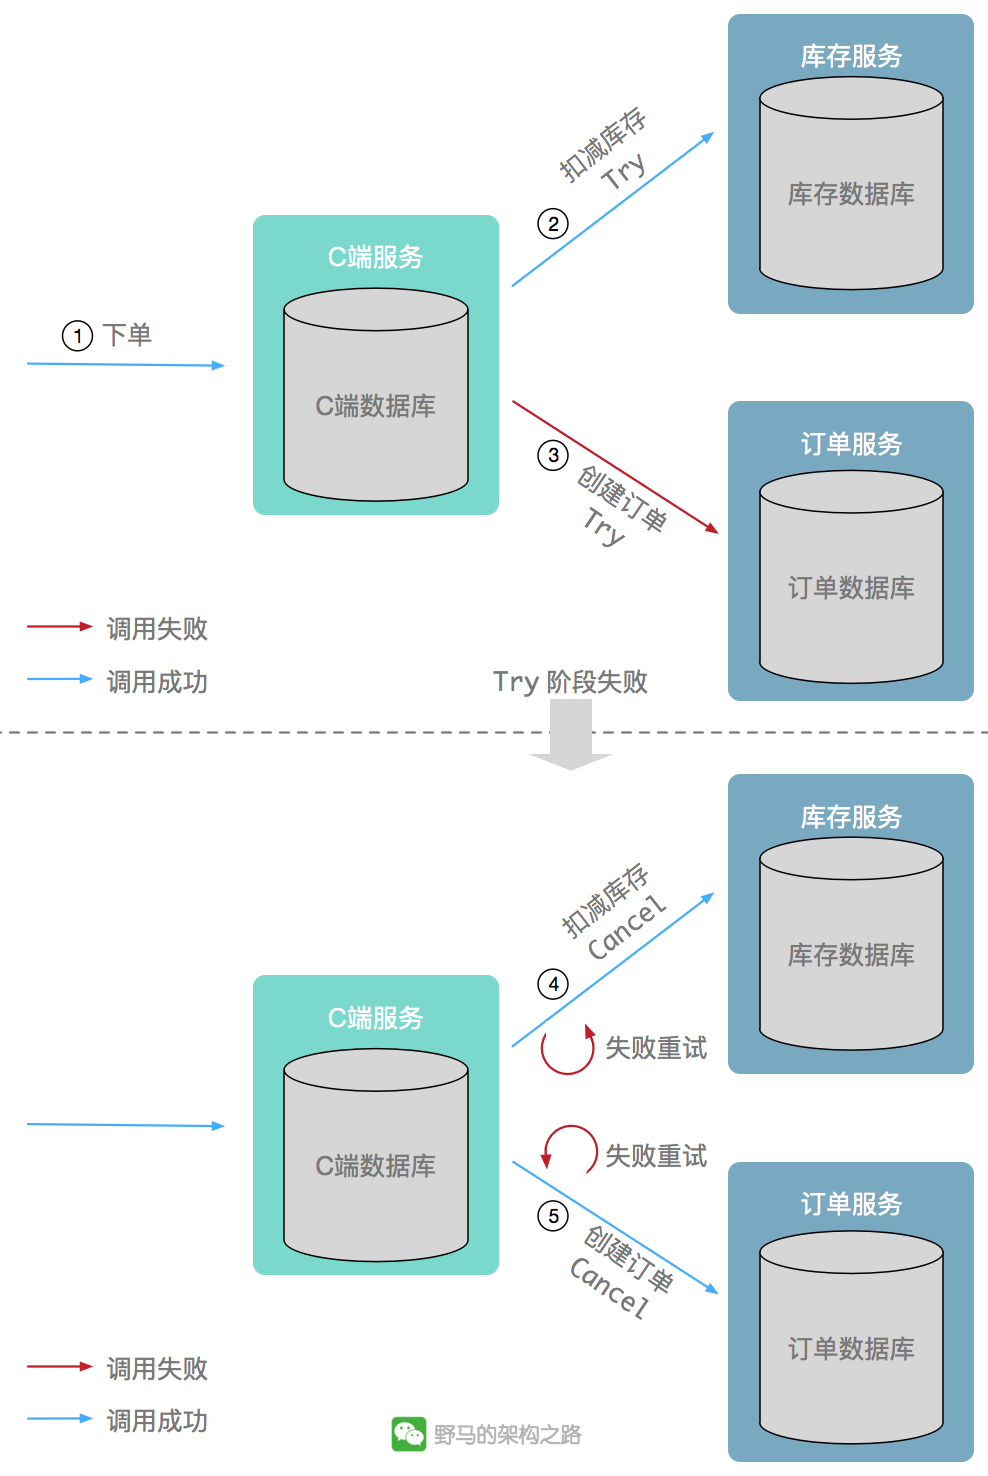 库存服务
库存数据库
扣减库存
Try
②
C端服务
C端数据库
① 下单
③
创建订单
Try
订单服务
订单数据库
调用失败
调用成功
Try 阶段失败
库存服务
库存数据库
扣减库存
Cancel
④
失败重试
C端服务
C端数据库
失败重试
⑤
创建订单
Cancel
订单服务
订单数据库
调用失败
调用成功
野马的架构之路